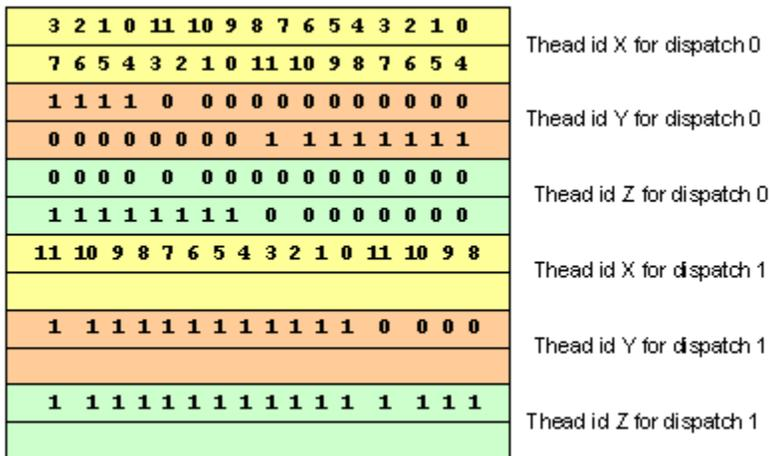 3 2 1 0 11 10 9 8 7 6 5 4 3 2 1 0
Thead id X for dispatch 0
7 6 5 4 3 2 1 0 11 10 9 8 7 6 5 4
1 1 1 1 0 0 0 0 0 0 0 0 0 0 0 0
Thead id Y for dispatch 0
0 0 0 0 0 0 0 0 1 1 1 1 1 1 1 1
0 0 0 0 0 0 0 0 0 0 0 0 0 0 0 0
Thead id Z for dispatch 0
1 1 1 1 1 1 1 1 0 0 0 0 0 0 0 0
11 10 9 8 7 6 5 4 3 2 1 0 11 10 9 8
Thead id X for dispatch 1
1 1 1 1 1 1 1 1 1 1 1 1 0 0 0 0
Thead id Y for dispatch 1
1 1 1 1 1 1 1 1 1 1 1 1 1 1 1 1
Thead id Z for dispatch 1